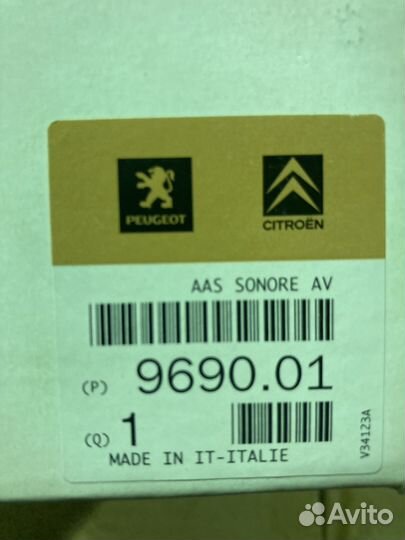 PEUGEOT
CITROËN
AAS SONORE AV
(P) 9690.01
(Q) 1
MADE IN IT-ITALIE
V34123A
Avito